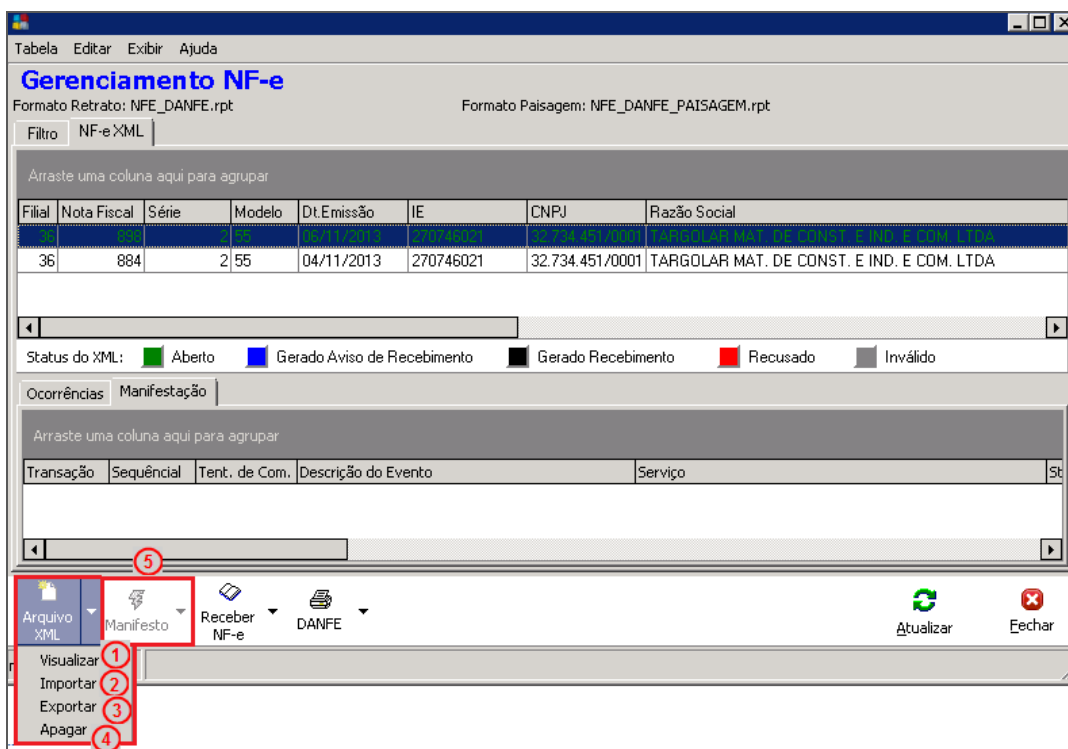 Tabela Editar Exibir Ajuda
Gerenciamento NF-e
Formato Retrato: NFE_DANFE.rpt Formato Paisagem: NFE_DANFE_PAISAGEM.rpt
Filtro NF-e XML
Arraste uma coluna aqui para agrupar
Filial Nota Fiscal Série Modelo Dt.Emissão IE CNPJ Razão Social
36 898 2 55 06/11/2013 270746021 32.734.451/0001 TARGOLAR MAT. DE CONST. E IND. E COM. LTDA
36 884 2 55 04/11/2013 270746021 32.734.451/0001 TARGOLAR MAT. DE CONST. E IND. E COM. LTDA
Status do XML: Aberto Gerado Aviso de Recebimento Gerado Recebimento Recusado Inválido
Ocorrências Manifestação
Arraste uma coluna aqui para agrupar
Transação Sequêncial Tent. de Com. Descrição do Evento Serviço St
5
Arquivo XML Manifesto Receber NF-e DANFE Atualizar Fechar
Visualizar 1
Importar 2
Exportar 3
Apagar 4